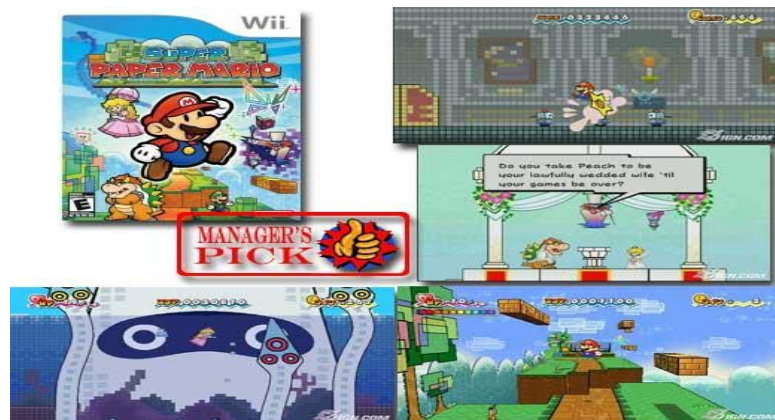 Wii
SUPER
PAPER MARIO
E
MANAGER'S
PICK
IGN.COM
Do you take Peach to be
your lawfully wedded wife 'til
your games be over?
IGN.COM
IGN.COM
IGN.COM